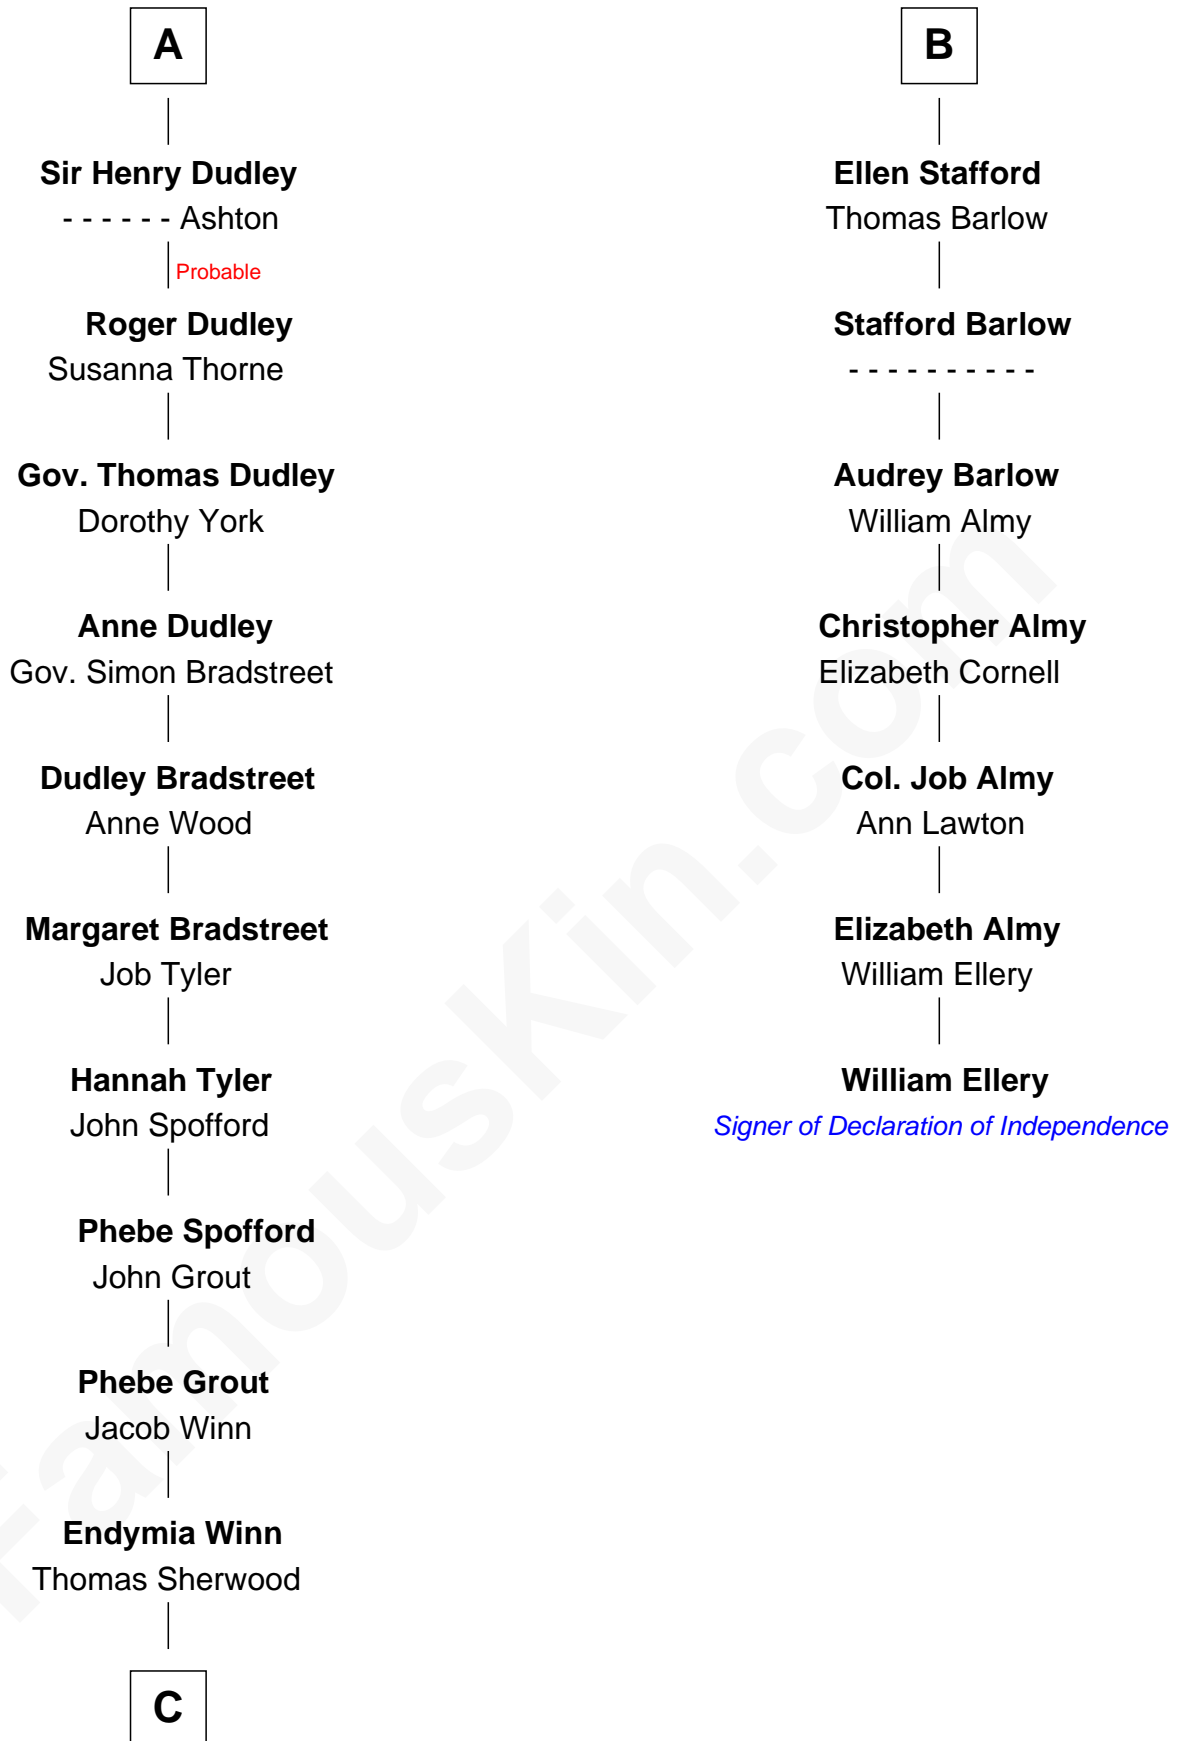 A
Sir Henry Dudley
- - - - - - Ashton
Probable
Roger Dudley
Susanna Thorne
Gov. Thomas Dudley
Dorothy York
Anne Dudley
Gov. Simon Bradstreet
Dudley Bradstreet
Anne Wood
Margaret Bradstreet
Job Tyler
Hannah Tyler
John Spofford
Phebe Spofford
John Grout
Phebe Grout
Jacob Winn
Endymia Winn
Thomas Sherwood
C
B
Ellen Stafford
Thomas Barlow
Stafford Barlow
- - - - - - - - - -
Audrey Barlow
William Almy
Christopher Almy
Elizabeth Cornell
Col. Job Almy
Ann Lawton
Elizabeth Almy
William Ellery
William Ellery
Signer of Declaration of Independence
FamousKin.com